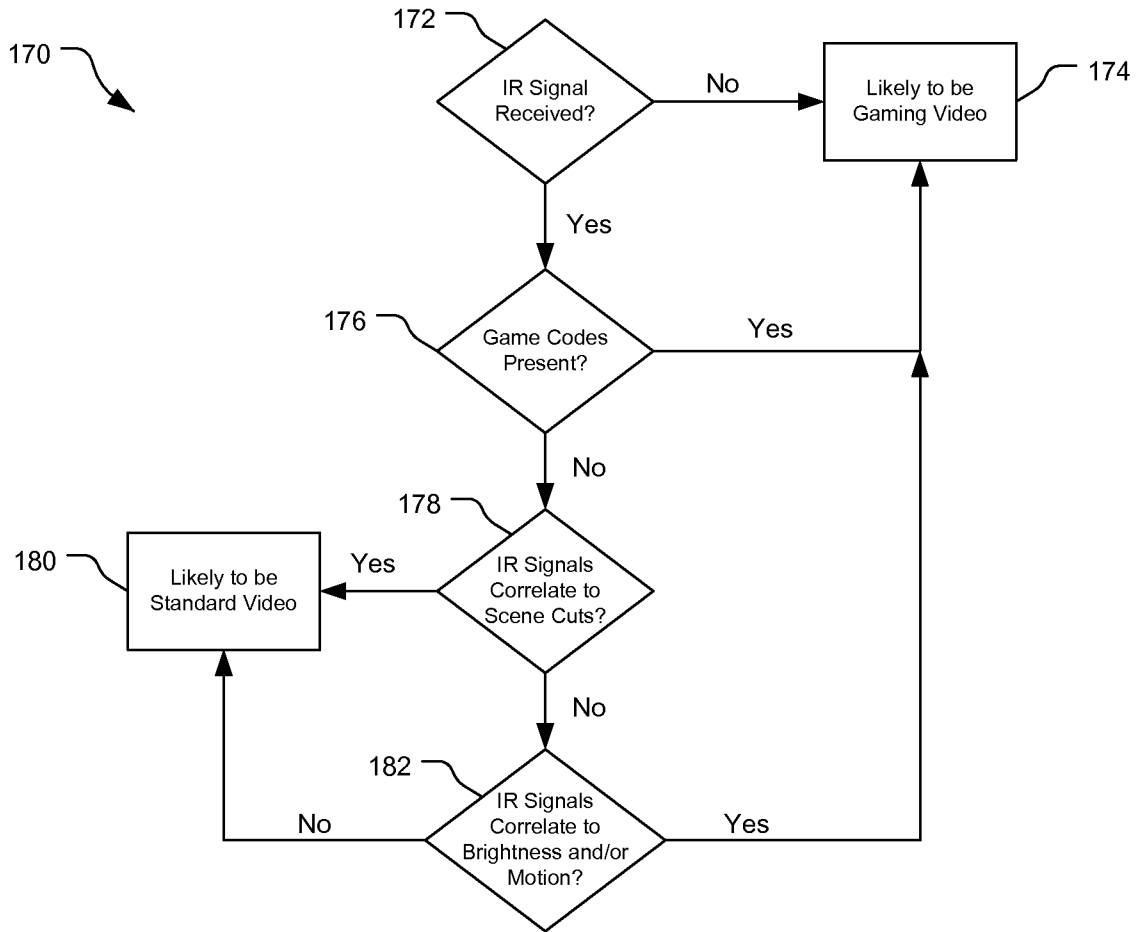 172
170
IR Signal
Received?
No
Likely to be
Gaming Video
174
Yes
176
Game Codes
Present?
Yes
No
178
180
Likely to be
Standard Video
Yes
IR Signals
Correlate to
Scene Cuts?
No
182
IR Signals
Correlate to
Brightness and/or
Motion?
No
Yes